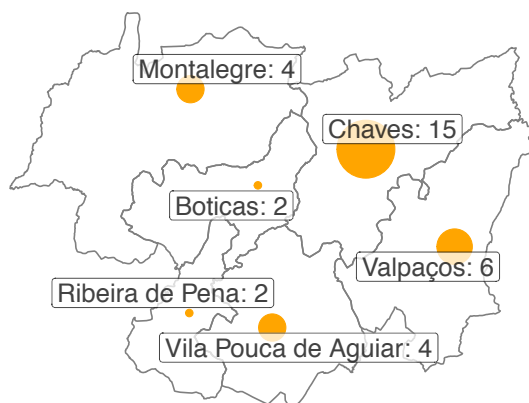 Montalegre: 4
Chaves: 15
Boticas: 2
Valpaços: 6
Ribeira de Pena: 2
Vila Pouca de Aguiar: 4